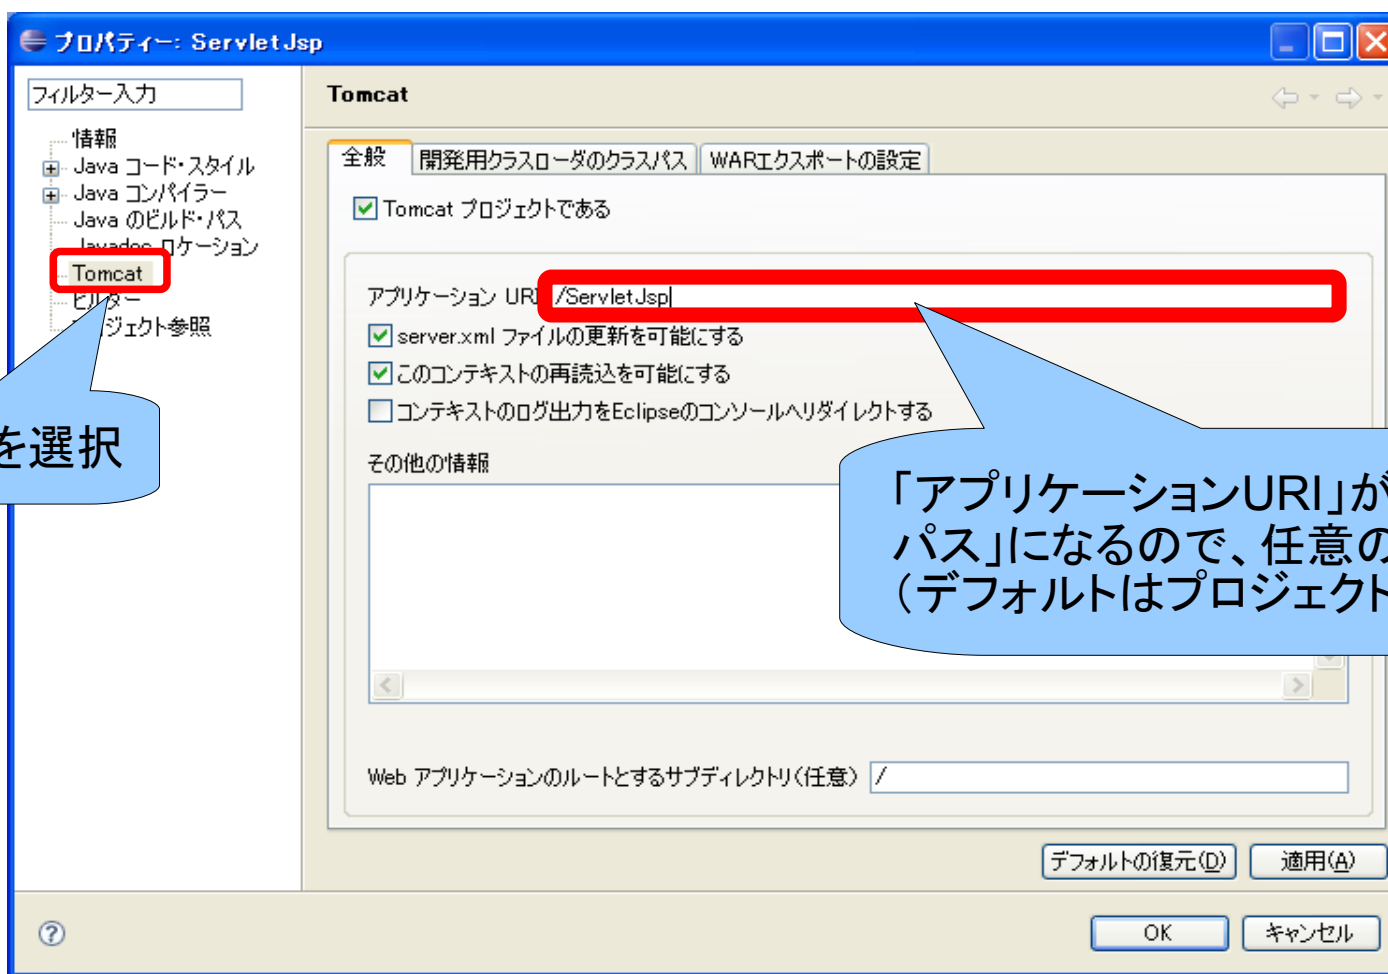 プロパティー: ServletJsp
フィルター入力
Tomcat
情報
Java コード・スタイル
Java コンパイラー
Java のビルド・パス
Javadoc ロケーション
Tomcat
ビルダー
ジェクト参照
を選択
全般
開発用クラスローダのクラスパス
WARエクスポートの設定
Tomcat プロジェクトである
アプリケーション URI
/ServletJsp
server.xml ファイルの更新を可能にする
このコンテキストの再読込を可能にする
コンテキストのログ出力をEclipseのコンソールへリダイレクトする
その他の情報
「アプリケーションURI」が
パス」になるので、任意の
（デフォルトはプロジェクト
Web アプリケーションのルートとするサブディレクトリ(任意)
/
デフォルトの復元(D)
適用(A)
OK
キャンセル